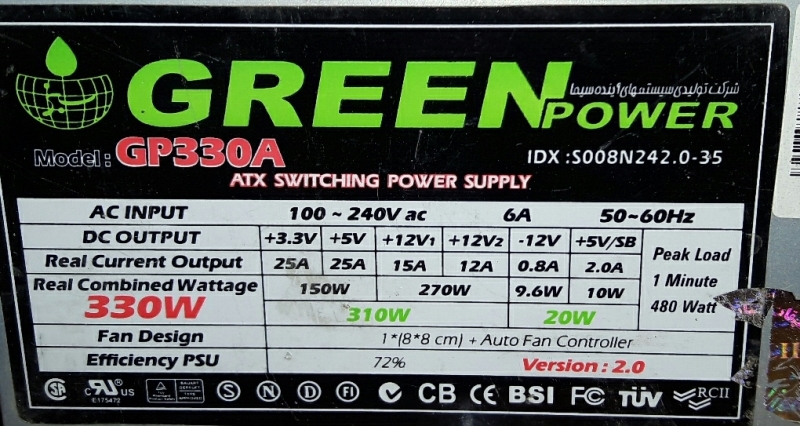 GREEN
شرکت تولیدی سیستمهای آینده سیما
POWER
Model: GP330A
IDX :S008N242.0-35
ATX SWITCHING POWER SUPPLY
AC INPUT 100 ~ 240V ac 6A 50~60Hz
DC OUTPUT +3.3V +5V +12V1 +12V2 -12V +5V/SB
Real Current Output 25A 25A 15A 12A 0.8A 2.0A
Peak Load
1 Minute
480 Watt
Real Combined Wattage 150W 270W 9.6W 10W
330W 310W 20W
Fan Design 1*(8*8 cm) + Auto Fan Controller
Efficiency PSU 72% Version: 2.0
SA C RU US S N D FI CB CE BSI FC TÜV RCII
E175472